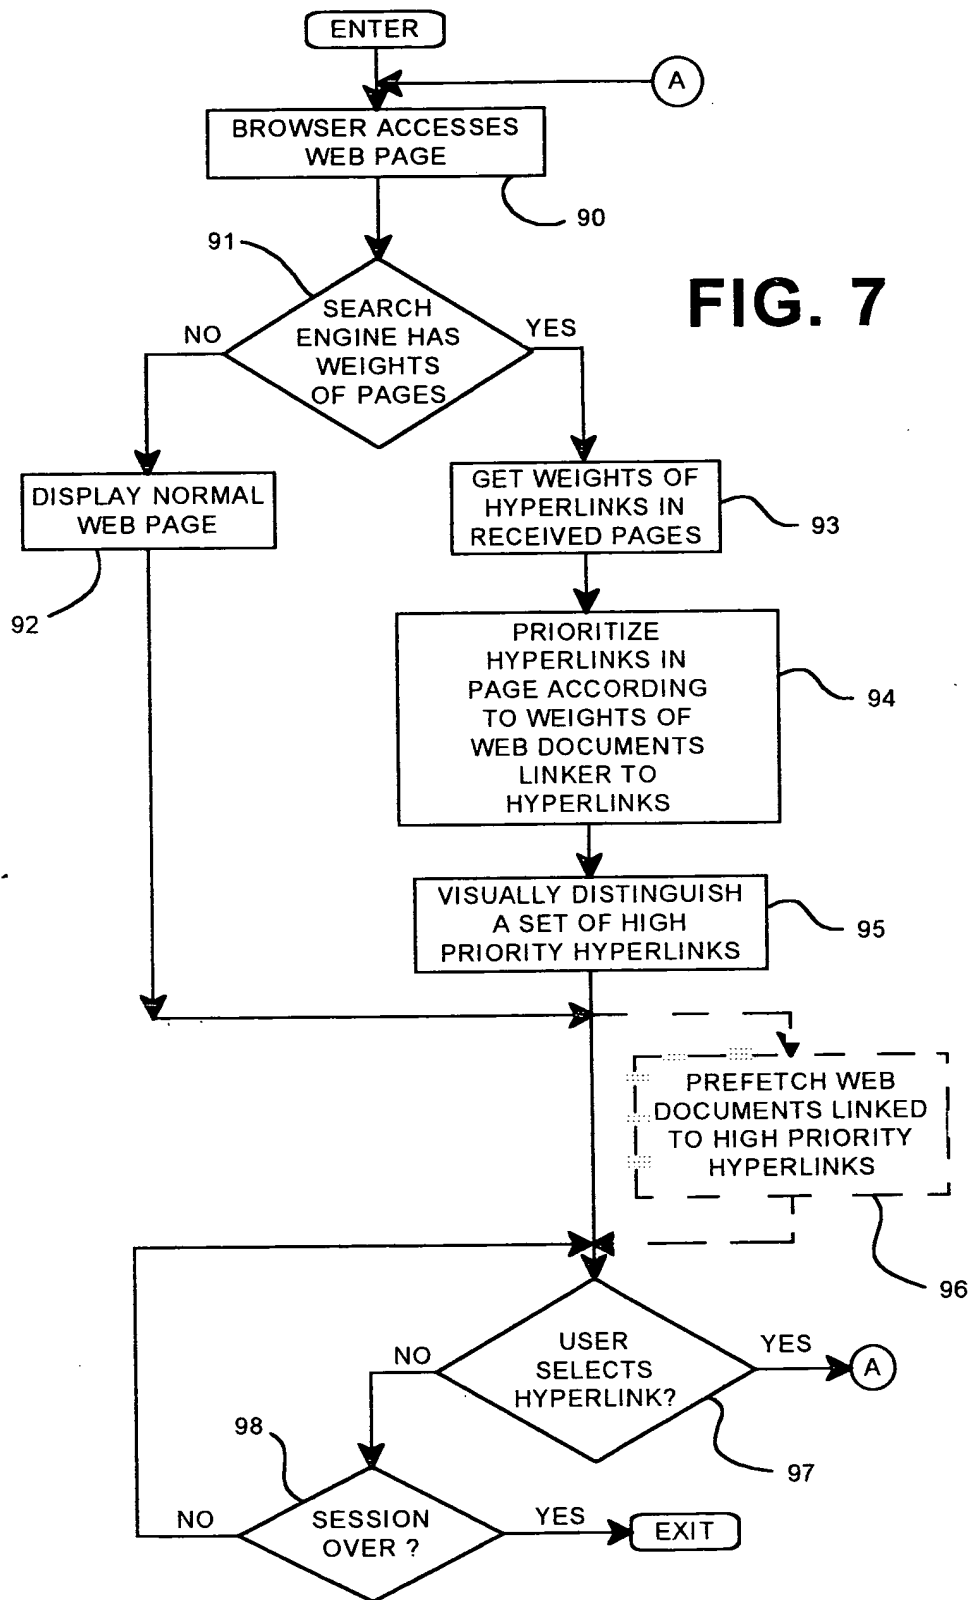 ENTER
A
BROWSER ACCESSES
WEB PAGE
90
91
FIG. 7
SEARCH
ENGINE HAS
WEIGHTS
OF PAGES
NO
YES
DISPLAY NORMAL
WEB PAGE
92
GET WEIGHTS OF
HYPERLINKS IN
RECEIVED PAGES
93
PRIORITIZE
HYPERLINKS IN
PAGE ACCORDING
TO WEIGHTS OF
WEB DOCUMENTS
LINKER TO
HYPERLINKS
94
VISUALLY DISTINGUISH
A SET OF HIGH
PRIORITY HYPERLINKS
95
PREFETCH WEB
DOCUMENTS LINKED
TO HIGH PRIORITY
HYPERLINKS
96
USER
SELECTS
HYPERLINK?
NO
YES
A
97
98
SESSION
OVER ?
NO
YES
EXIT